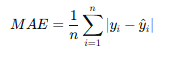 MAE = \frac{1}{n} \sum_{i=1}^{n} |y_i - \hat{y}_i|